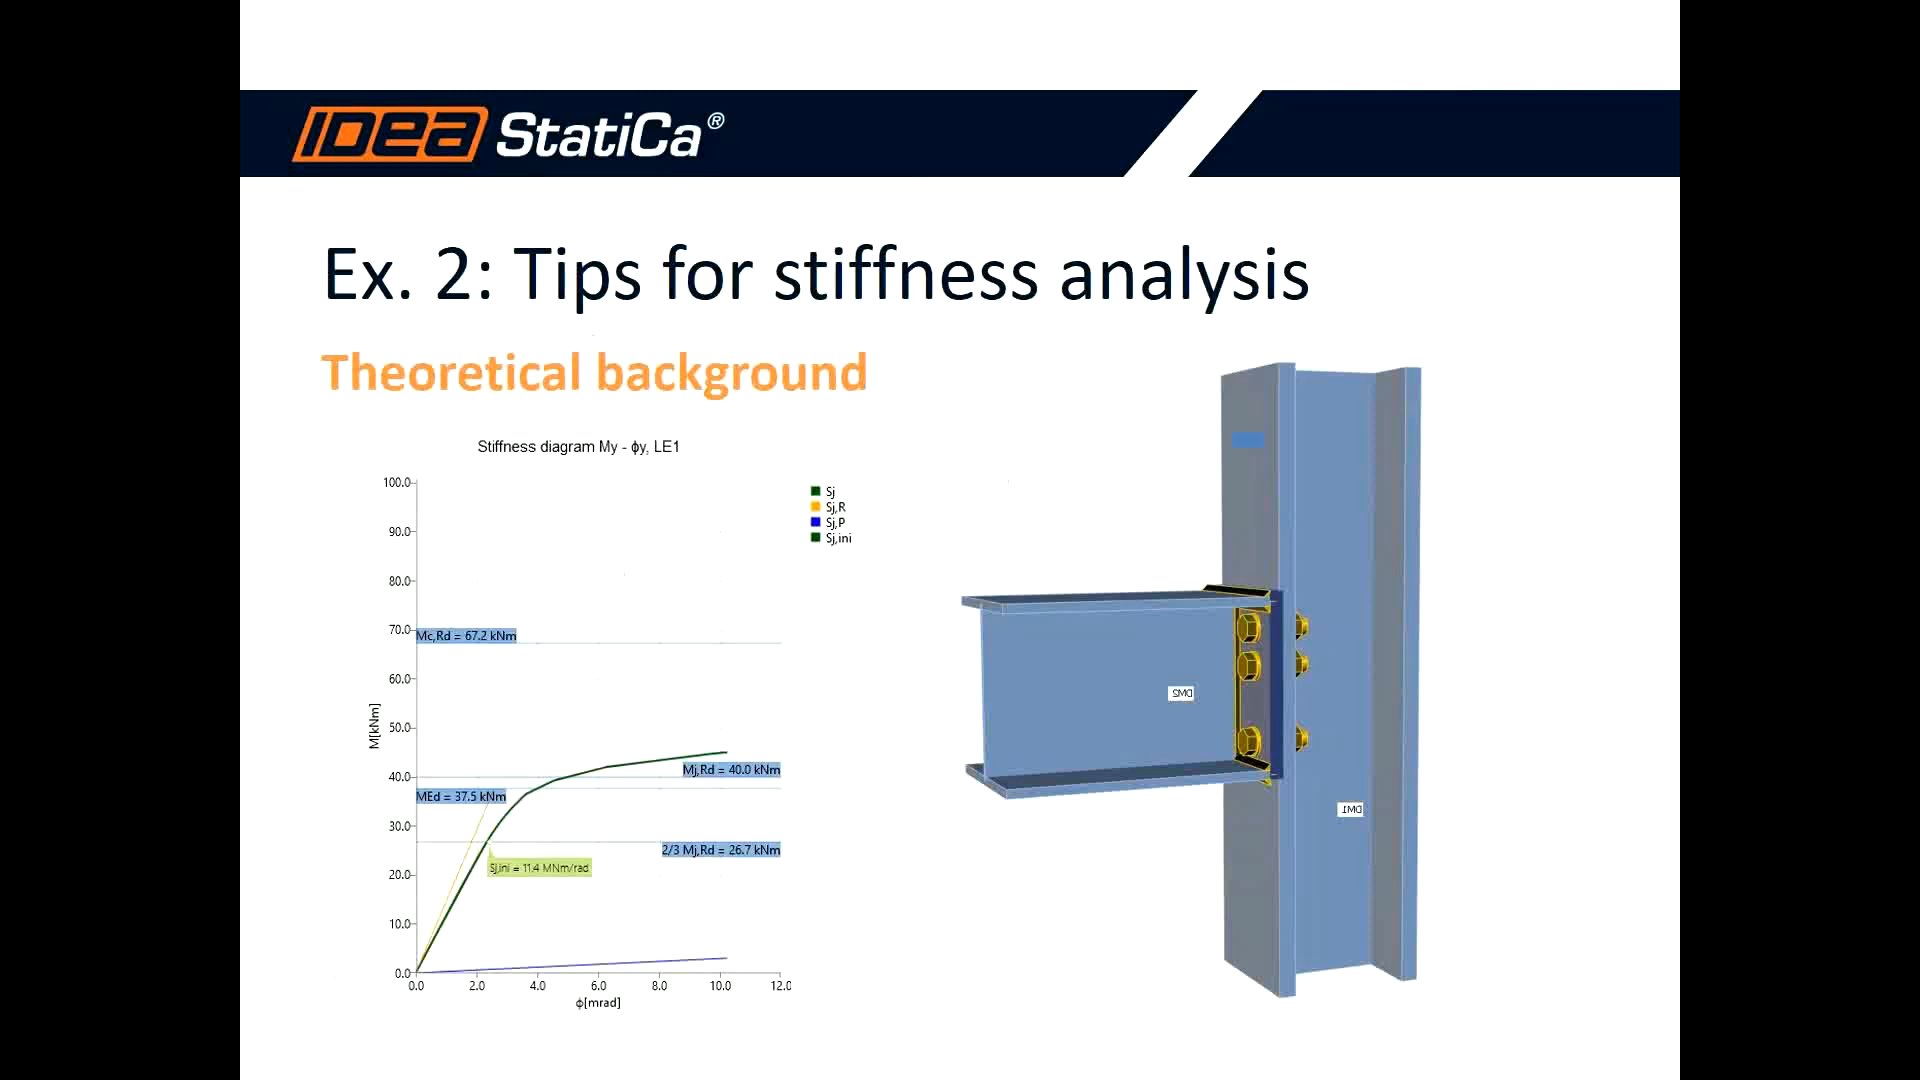 IDEA StatiCa®
Ex. 2: Tips for stiffness analysis
Theoretical background
Stiffness diagram My - ϕy, LE1
100.0
90.0
80.0
70.0
60.0
50.0
40.0
30.0
20.0
10.0
0.0
M[kNm]
Mc,Rd = 67.2 kNm
Mj,Rd = 40.0 kNm
MEd = 37.5 kNm
2/3 Mj,Rd = 26.7 kNm
Sj,ini = 11.4 MNm/rad
0.0 2.0 4.0 6.0 8.0 10.0 12.0
ϕ[mrad]
Sj
Sj,R
Sj,P
Sj,ini